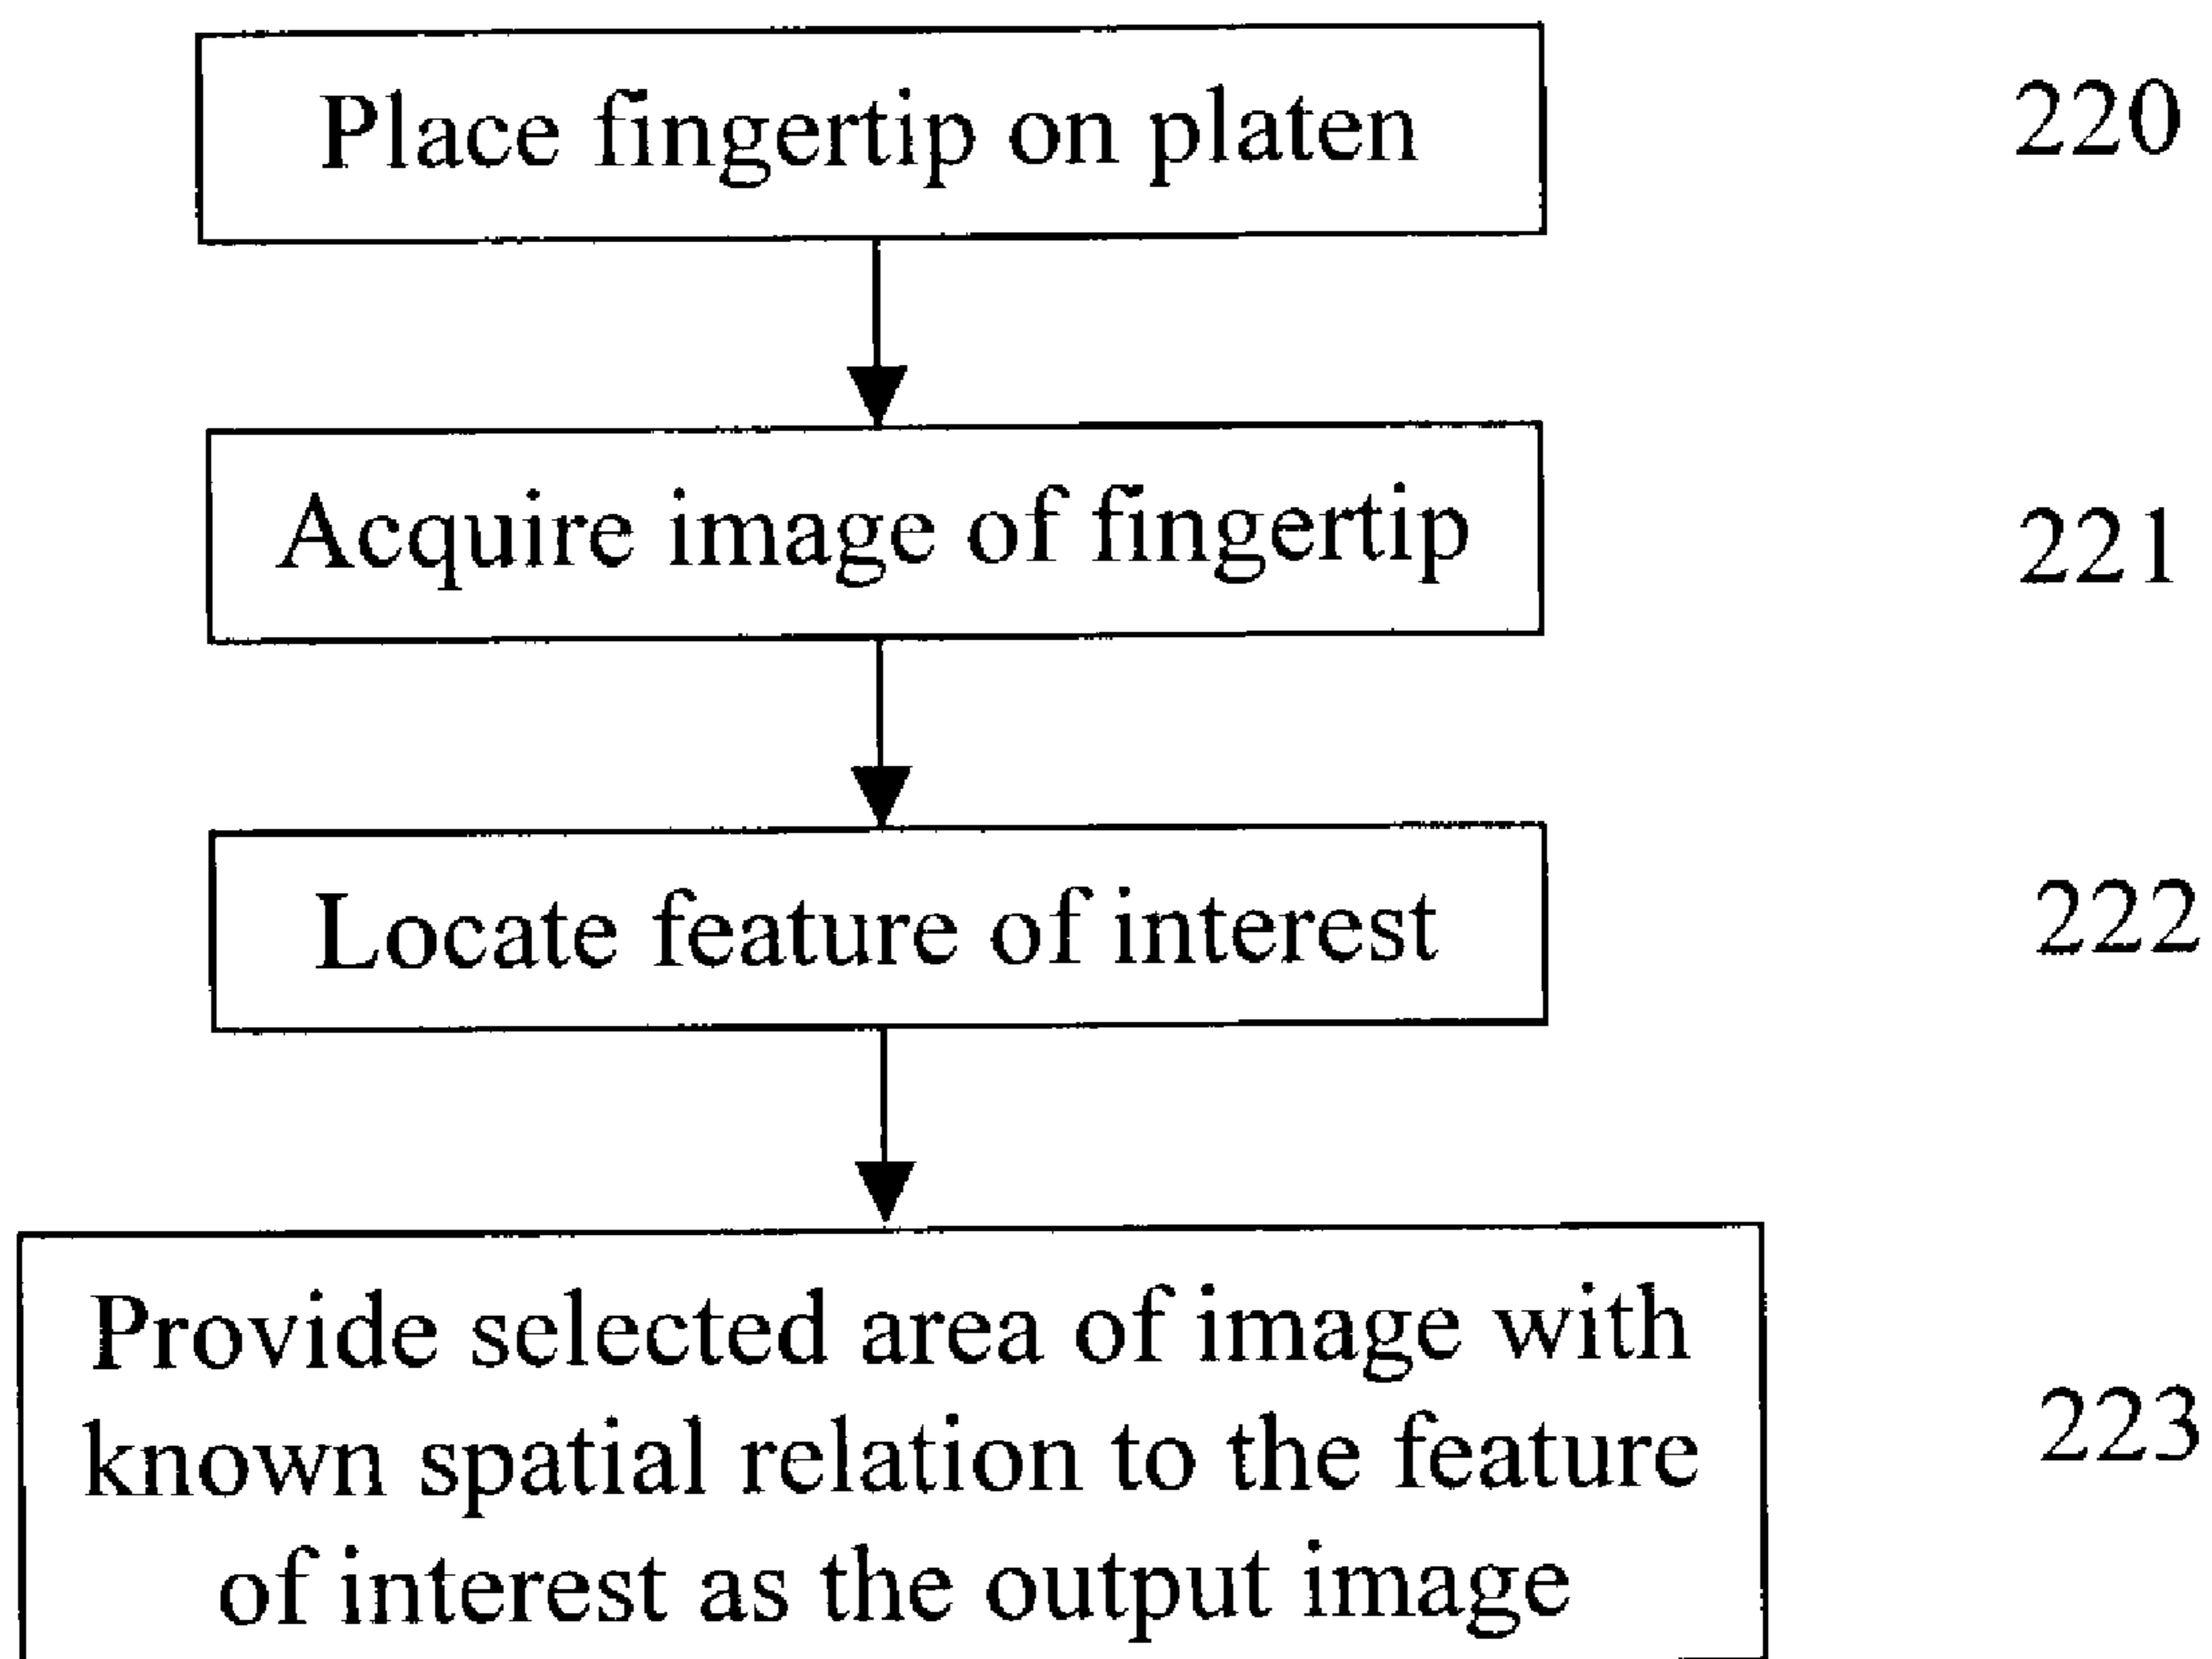 Place fingertip on platen 220
Acquire image of fingertip 221
Locate feature of interest 222
Provide selected area of image with
known spatial relation to the feature 223
of interest as the output image